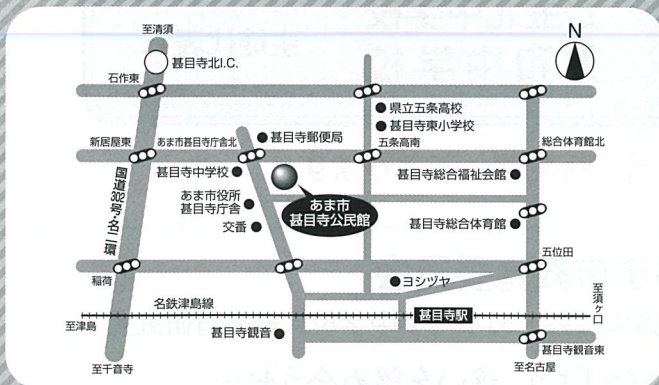 至清須
甚目寺北I.C.
N
石作東
県立五条高校
甚目寺東小学校
甚目寺郵便局
新居屋東
あま市甚目寺庁舎北
五条高南
総合体育館北
甚目寺中学校
甚目寺総合福祉会館
国道302号・名二環
あま市役所
甚目寺庁舎
あま市
甚目寺公民館
交番
甚目寺総合体育館
五位田
稲荷
ヨシヅヤ
名鉄津島線
甚目寺駅
至須ヶ口
至津島
甚目寺観音
甚目寺観音東
至千音寺
至名古屋